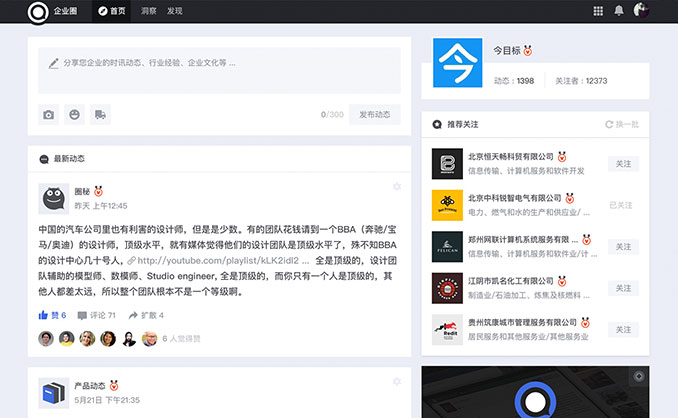 企业圈 首页 洞察 发现
分享您企业的时讯动态、行业经验、企业文化等 ...
0/300 发布动态
最新动态
圈秘
昨天 上午12:45
中国的汽车公司里也有利害的设计师，但是是少数。有的团队花钱请到一个BBA（奔驰/宝
马/奥迪）的设计师，顶级水平，就有媒体觉得他们的设计团队是顶级水平了，殊不知BBA
的设计中心几十号人, http://youtube.com/playlist/kLK2idl2 ... 全是顶级的，设计团
队辅助的模型师、数模师、Studio engineer, 全是顶级的，而你只有一个人是顶级的，其
他人都差太远，所以整个团队根本不是一个等级啊。
赞 6 评论 71 扩散 4
6 人觉得赞
产品动态
5月21日 下午21:35
今
今目标
动态：1398 关注者：12373
推荐关注 换一批
北京恒天畅科贸有限公司
信息传输、计算机服务和软件开发
关注
北京中科锐智电气有限公司
电力、燃气和水的生产和供应业/ ...
已关注
PELICAN
郑州网联计算机系统服务有限 ...
信息传输、计算机服务和软件业/计 ...
关注
江阴市凯名化工有限公司
制造业/石油加工、炼焦及核燃料 ...
关注
Redit
贵州筑康城市管理服务有限公司
居民服务和其他服务业/其他服务业
关注